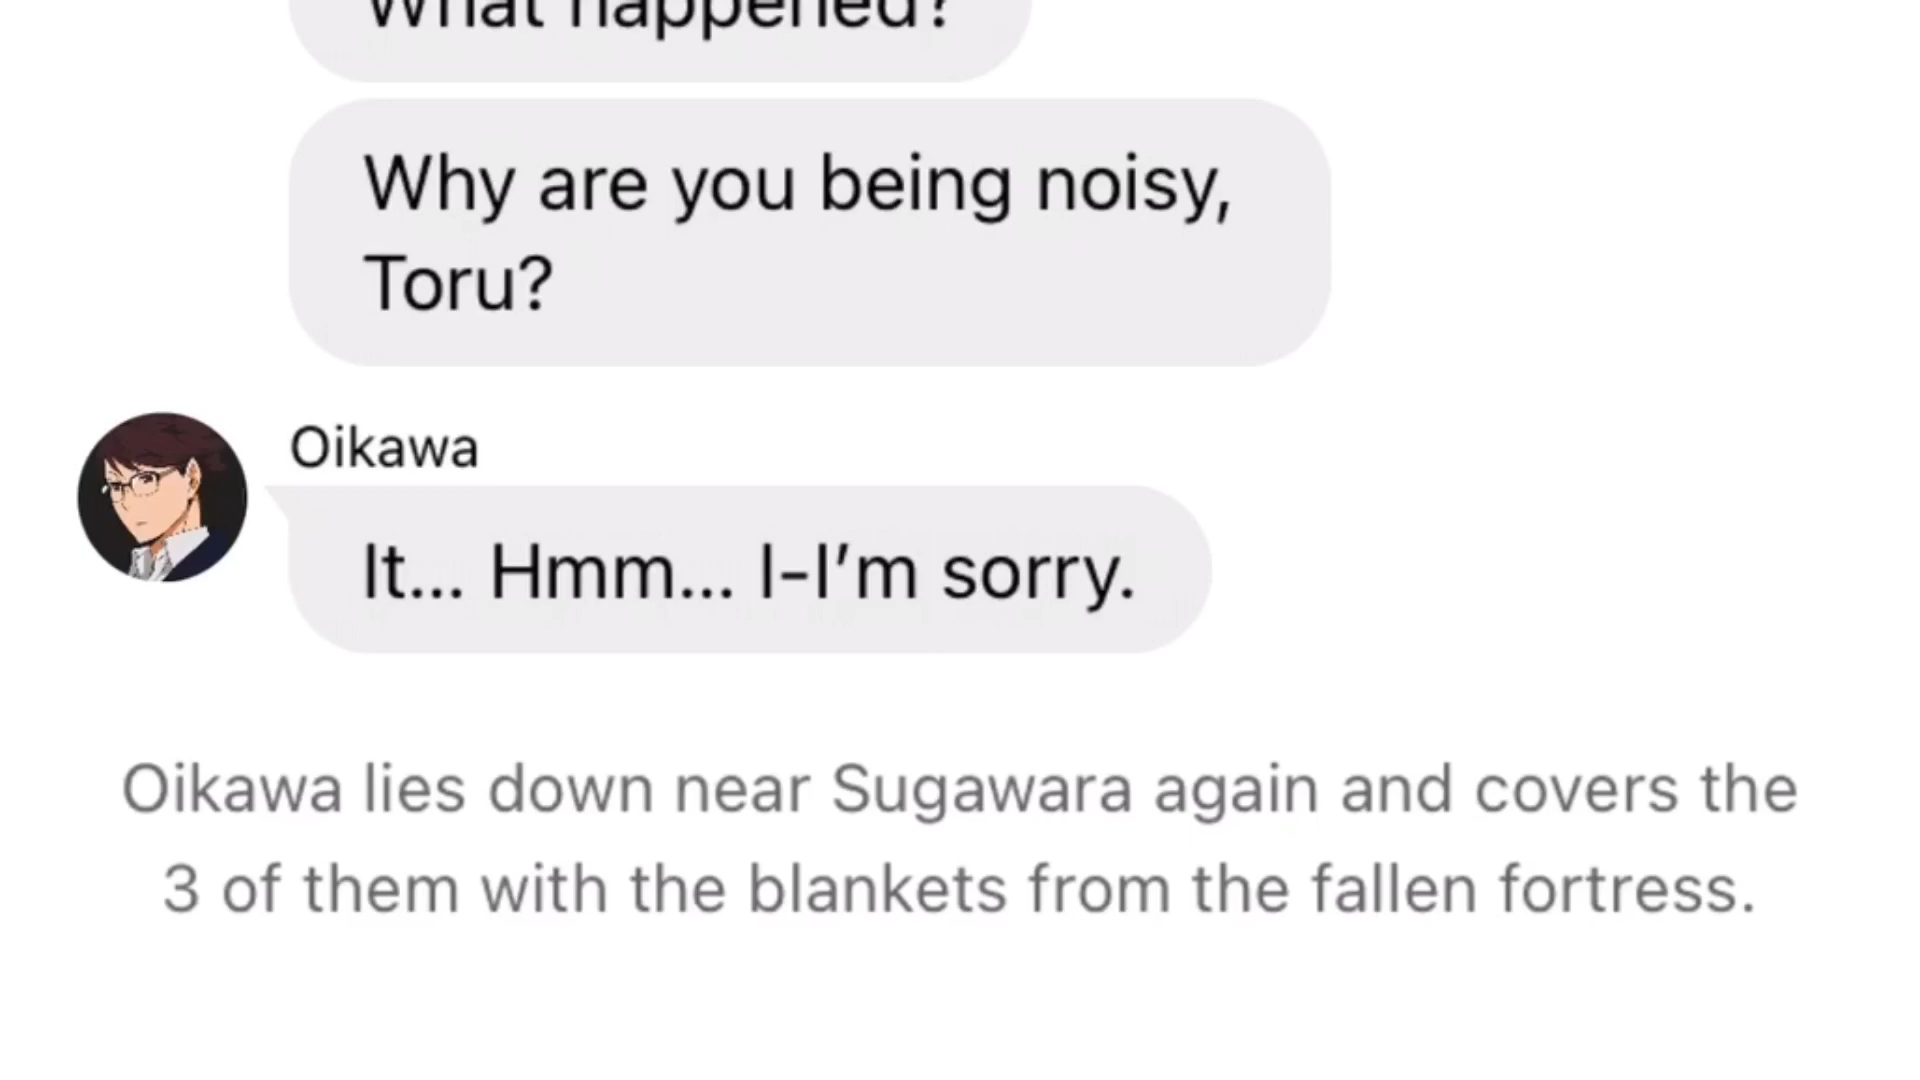 What happened?
Why are you being noisy,
Toru?
Oikawa
It... Hmm... I-I’m sorry.
Oikawa lies down near Sugawara again and covers the
3 of them with the blankets from the fallen fortress.